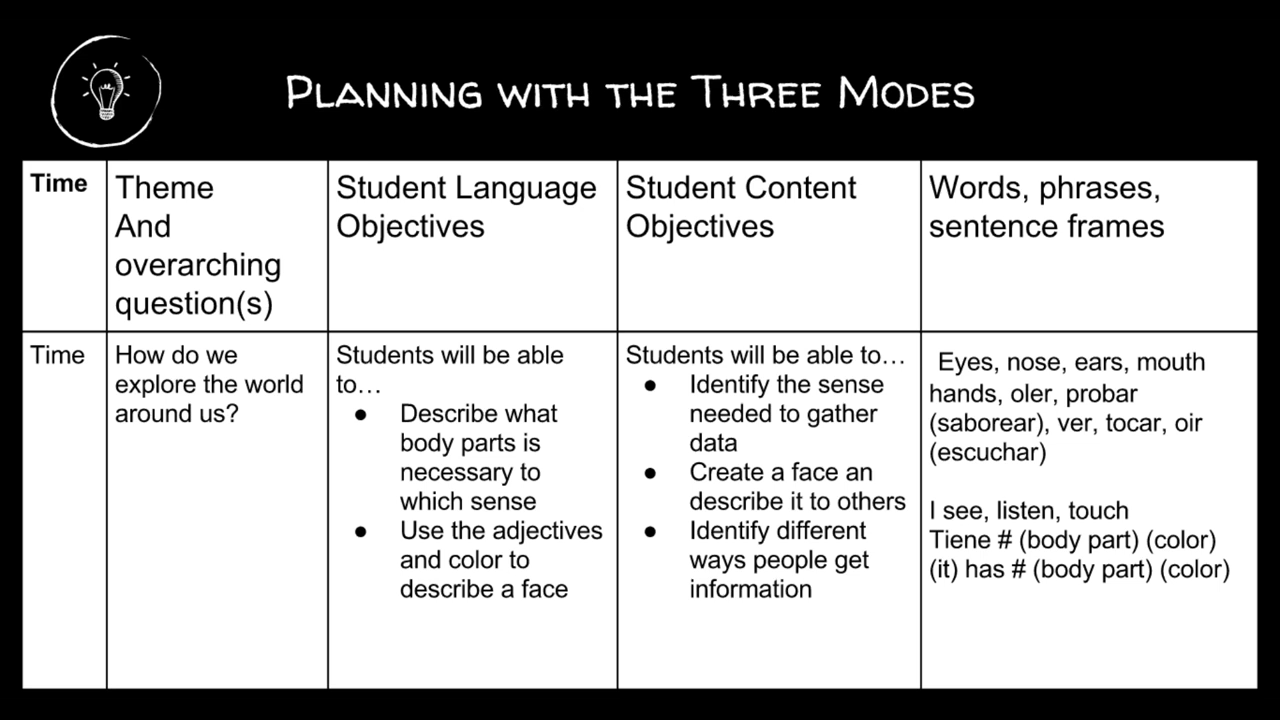 PLANNING WITH THE THREE MODES
Time
Theme
And
overarching
question(s)
Student Language
Objectives
Student Content
Objectives
Words, phrases,
sentence frames
Time
How do we
explore the world
around us?
Students will be able
to…
● Describe what
body parts is
necessary to
which sense
● Use the adjectives
and color to
describe a face
Students will be able to…
● Identify the sense
needed to gather
data
● Create a face an
describe it to others
● Identify different
ways people get
information
Eyes, nose, ears, mouth
hands, oler, probar
(saborear), ver, tocar, oir
(escuchar)
I see, listen, touch
Tiene # (body part) (color)
(it) has # (body part) (color)